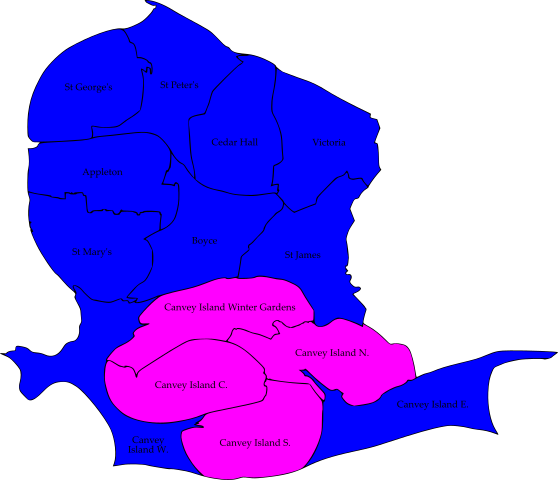 St George's
St Peter's
Cedar Hall
Victoria
Appleton
St Mary's
Boyce
St James
Canvey Island Winter Gardens
Canvey Island N.
Canvey Island C.
Canvey Island E.
Canvey
Island W.
Canvey Island S.